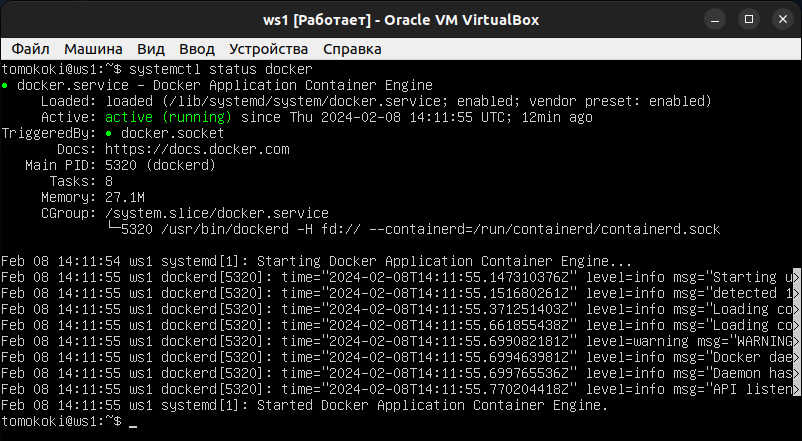 ws1 [Работает] - Oracle VM VirtualBox
Файл Машина Вид Ввод Устройства Справка
tomokoki@ws1:~$ systemctl status docker
● docker.service – Docker Application Container Engine
Loaded: loaded (/lib/systemd/system/docker.service; enabled; vendor preset: enabled)
Active: active (running) since Thu 2024-02-08 14:11:55 UTC; 12min ago
TriggeredBy: ● docker.socket
Docs: https://docs.docker.com
Main PID: 5320 (dockerd)
Tasks: 8
Memory: 27.1M
CGroup: /system.slice/docker.service
└─5320 /usr/bin/dockerd -H fd:// --containerd=/run/containerd/containerd.sock
Feb 08 14:11:54 ws1 systemd[1]: Starting Docker Application Container Engine...
Feb 08 14:11:55 ws1 dockerd[5320]: time="2024-02-08T14:11:55.147310376Z" level=info msg="Starting u>
Feb 08 14:11:55 ws1 dockerd[5320]: time="2024-02-08T14:11:55.151680261Z" level=info msg="detected 1>
Feb 08 14:11:55 ws1 dockerd[5320]: time="2024-02-08T14:11:55.371251403Z" level=info msg="Loading co>
Feb 08 14:11:55 ws1 dockerd[5320]: time="2024-02-08T14:11:55.661855438Z" level=info msg="Loading co>
Feb 08 14:11:55 ws1 dockerd[5320]: time="2024-02-08T14:11:55.699082181Z" level=warning msg="WARNING>
Feb 08 14:11:55 ws1 dockerd[5320]: time="2024-02-08T14:11:55.699463981Z" level=info msg="Docker dae>
Feb 08 14:11:55 ws1 dockerd[5320]: time="2024-02-08T14:11:55.699765536Z" level=info msg="Daemon has>
Feb 08 14:11:55 ws1 dockerd[5320]: time="2024-02-08T14:11:55.770204418Z" level=info msg="API listen>
Feb 08 14:11:55 ws1 systemd[1]: Started Docker Application Container Engine.
tomokoki@ws1:~$ _